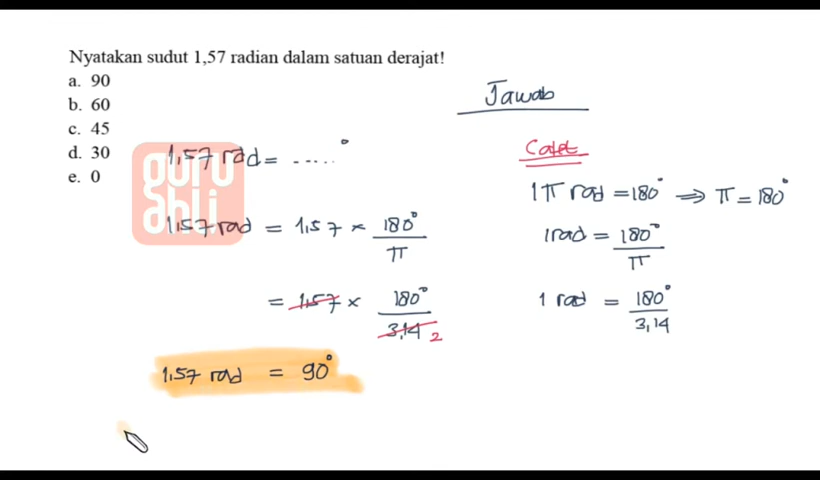 Nyatakan sudut 1,57 radian dalam satuan derajat!
a. 90
b. 60
c. 45
d. 30
e. 0
guru
ahli.
1,57 rad = .....°
1,57 rad = 1,57 × 180°/π
= 1,57 × 180°/3,14 2
1,57 rad = 90°
Jawab
Catat
1π rad = 180° ⇒ π = 180°
1 rad = 180°/π
1 rad = 180°/3,14